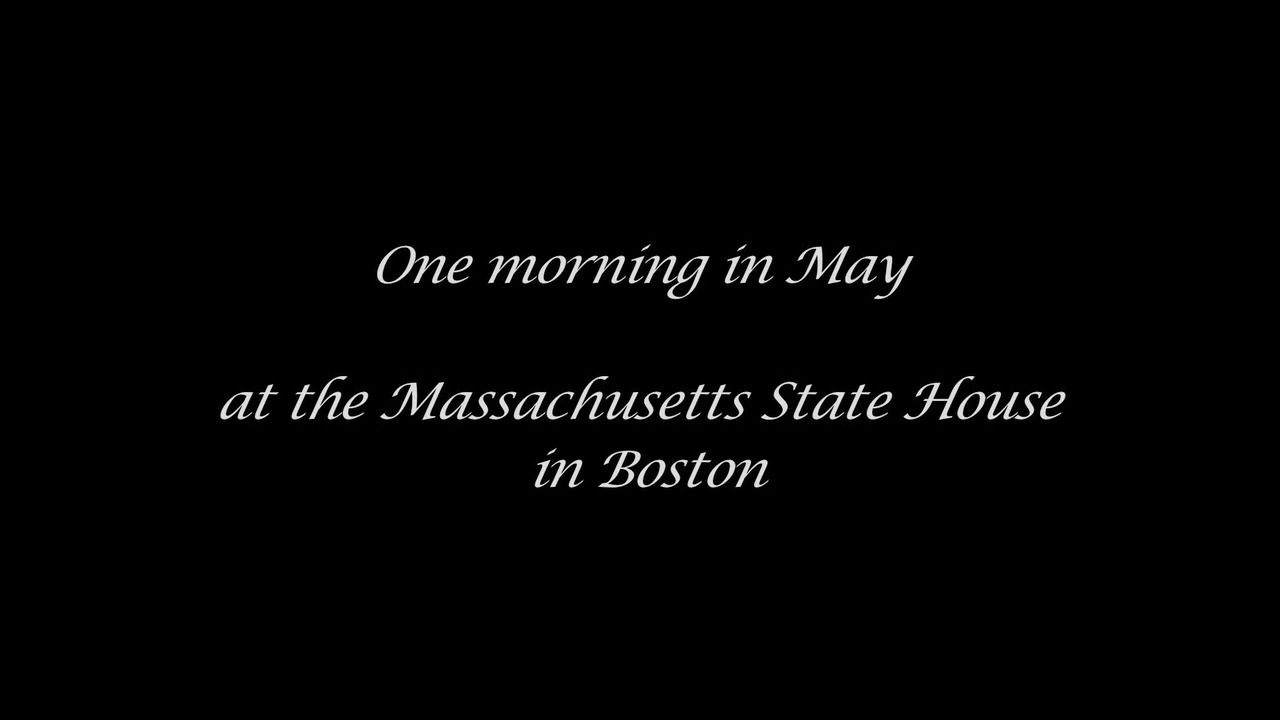 One morning in May
at the Massachusetts State House
in Boston